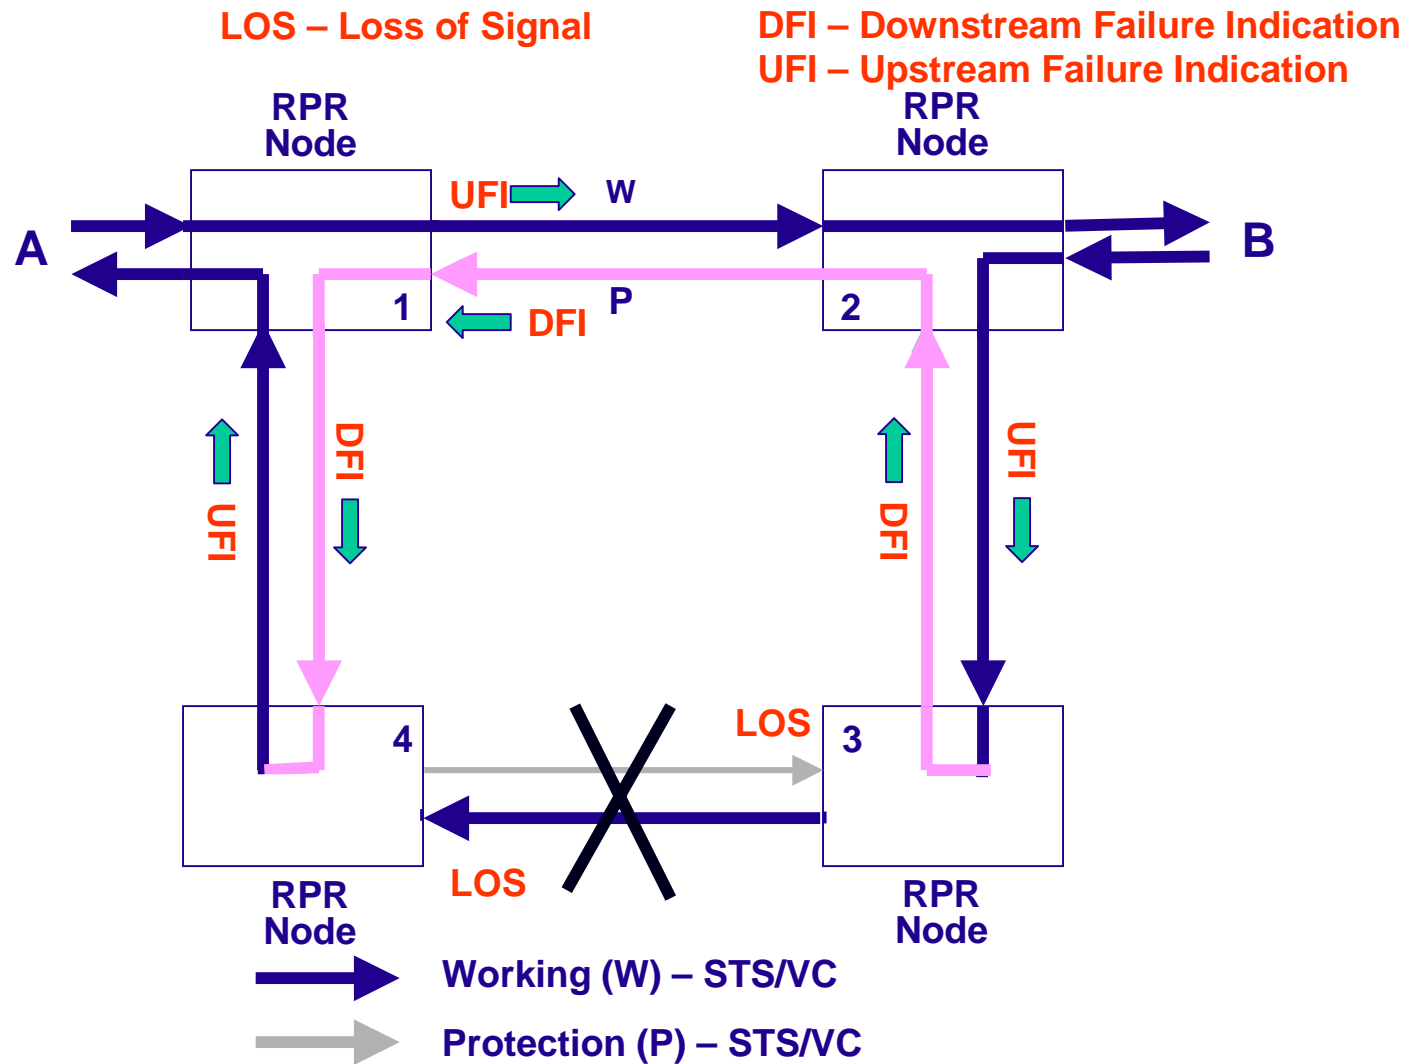 LOS – Loss of Signal
DFI – Downstream Failure Indication
UFI – Upstream Failure Indication
RPR
Node
RPR
Node
UFI
W
A
B
1
P
2
DFI
DFI
UFI
UFI
DFI
4
LOS
3
LOS
RPR
Node
RPR
Node
Working (W) – STS/VC
Protection (P) – STS/VC